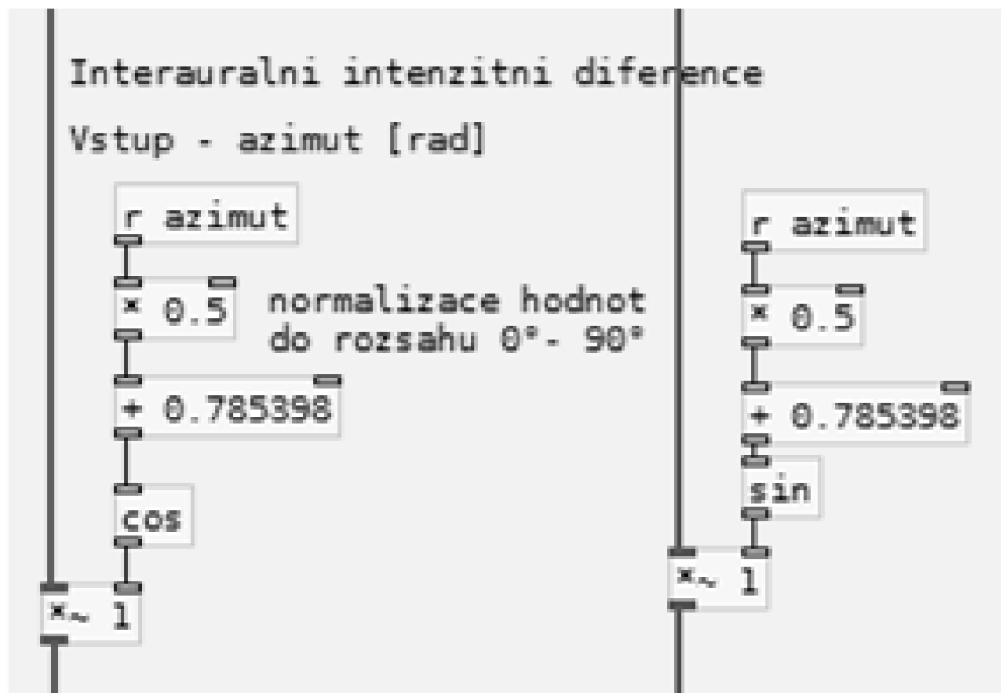 Interauralni intenzitni diference
Vstup - azimut [rad]
r azimut
* 0.5
normalizace hodnot
do rozsahu 0°- 90°
+ 0.785398
cos
*~ 1
r azimut
* 0.5
+ 0.785398
sin
*~ 1